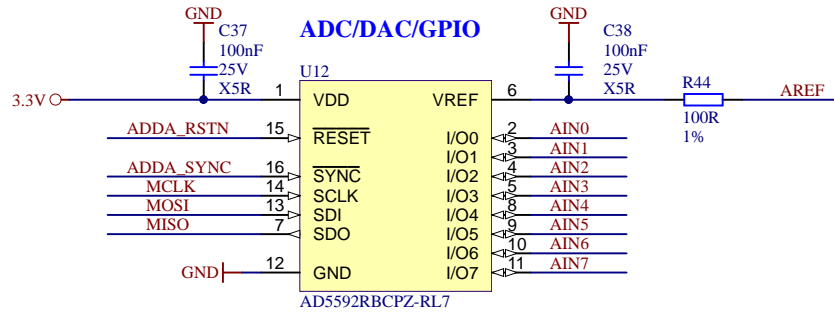 GND
C37
100nF
25V
X5R
ADC/DAC/GPIO
GND
C38
100nF
25V
X5R
U12
3.3V
1
VDD
VREF
6
R44
100R
1%
AREF
ADDA_RSTN
15
RESET
I/O0
2
AIN0
I/O1
3
AIN1
ADDA_SYNC
16
SYNC
I/O2
4
AIN2
MCLK
14
SCLK
I/O3
5
AIN3
MOSI
13
SDI
I/O4
8
AIN4
MISO
7
SDO
I/O5
9
AIN5
I/O6
10
AIN6
GND
12
GND
I/O7
11
AIN7
AD5592RBCPZ-RL7